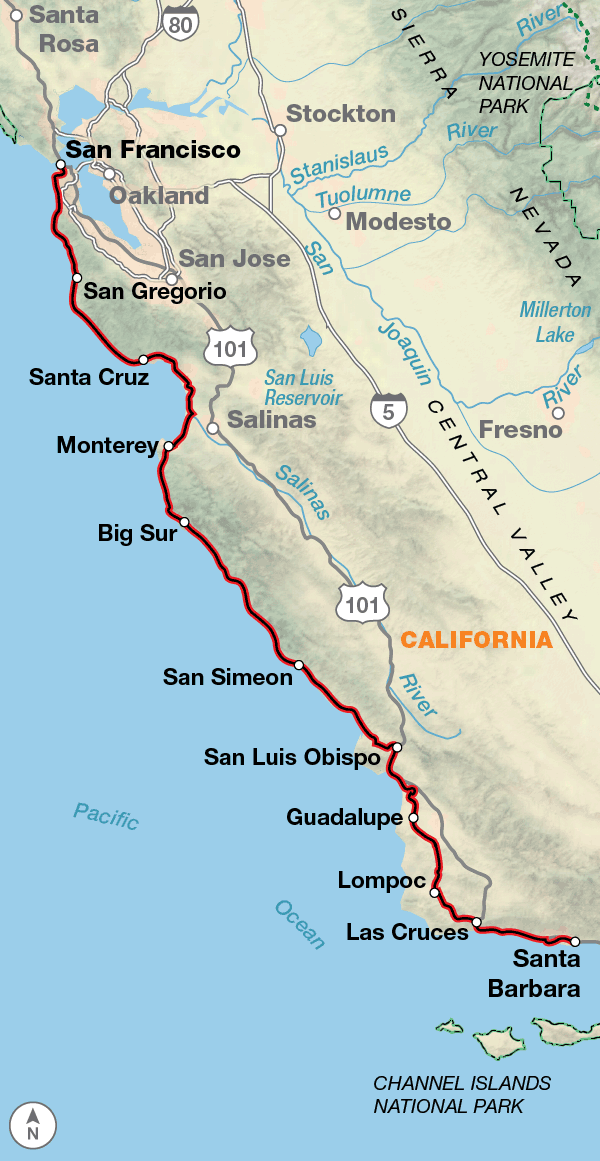 Santa
Rosa
80
SIERRA
River
YOSEMITE
NATIONAL
PARK
Stockton
San Francisco
River
Stanislaus
Oakland
Tuolumne
Modesto
NEVADA
San Jose
San
San Gregorio
Millerton
Lake
101
Joaquin
Santa Cruz
San Luis
Reservoir
River
5
CENTRAL VALLEY
Salinas
Fresno
Monterey
Salinas
Big Sur
101
CALIFORNIA
San Simeon
River
San Luis Obispo
Pacific
Guadalupe
Lompoc
Ocean
Las Cruces
Santa
Barbara
CHANNEL ISLANDS
NATIONAL PARK
N